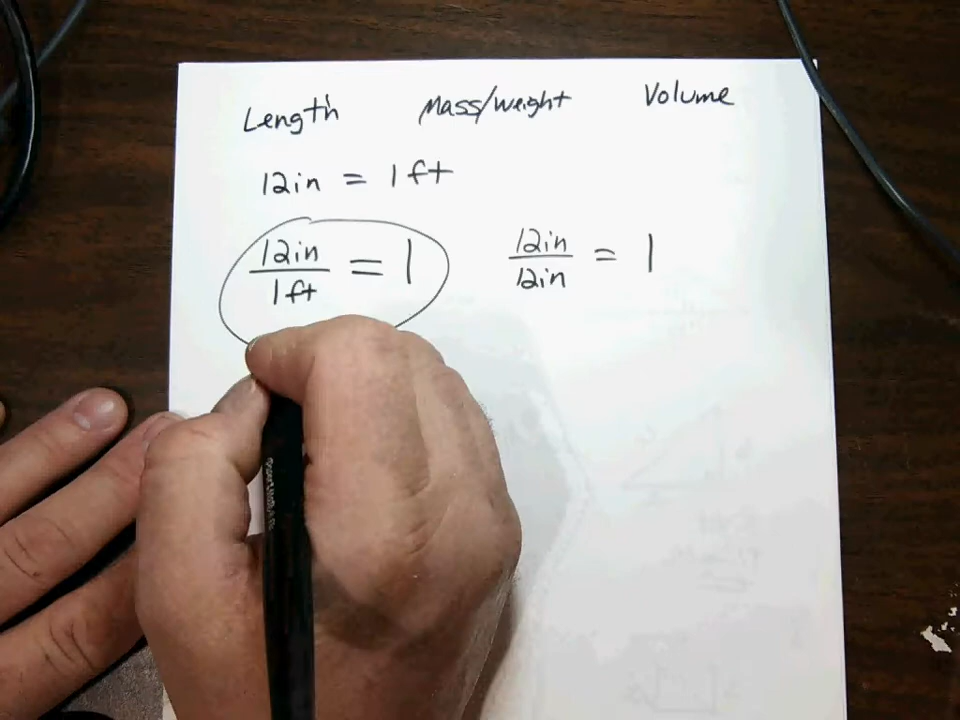 Length Mass/weight Volume
12in = 1ft
12in/1ft = 1 12in/12in = 1